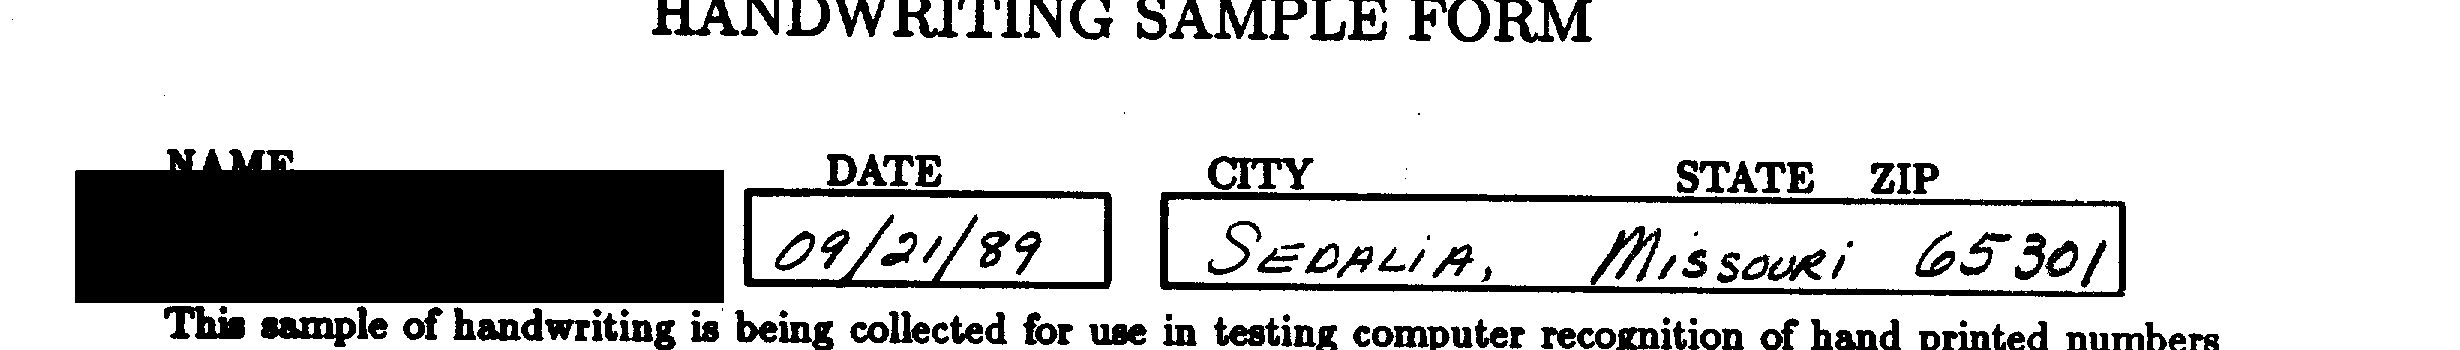 HANDWRITING SAMPLE FORM
NAME DATE CITY STATE ZIP
09/21/89 SEDALIA, Missouri 65301
This sample of handwriting is being collected for use in testing computer recognition of hand printed numbers